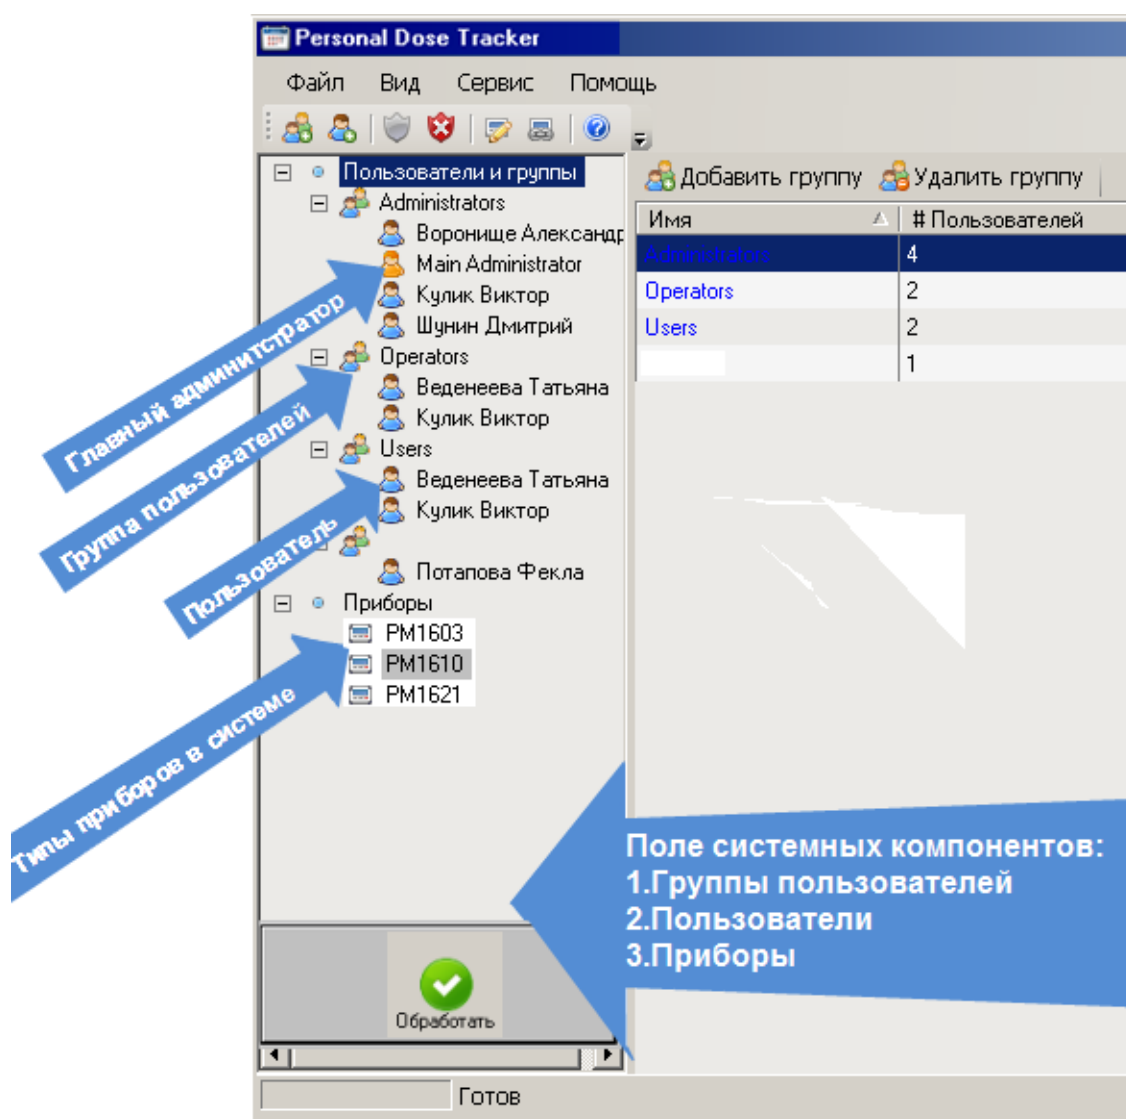 Personal Dose Tracker
Файл Вид Сервис Помощь
Добавить группу Удалить группу
Пользователи и группы
Administrators
Воронище Александр
Main Administrator
Кулик Виктор
Шунин Дмитрий
Operators
Веденеева Татьяна
Кулик Виктор
Users
Веденеева Татьяна
Кулик Виктор
Потапова Фекла
Приборы
PM1603
PM1610
PM1621
Имя # Пользователей
Administrators 4
Operators 2
Users 2
1
Главный админитстратор
Группа пользователей
Пользователь
Типы приборов в системе
Поле системных компонентов:
1.Группы пользователей
2.Пользователи
3.Приборы
Обработать
Готов